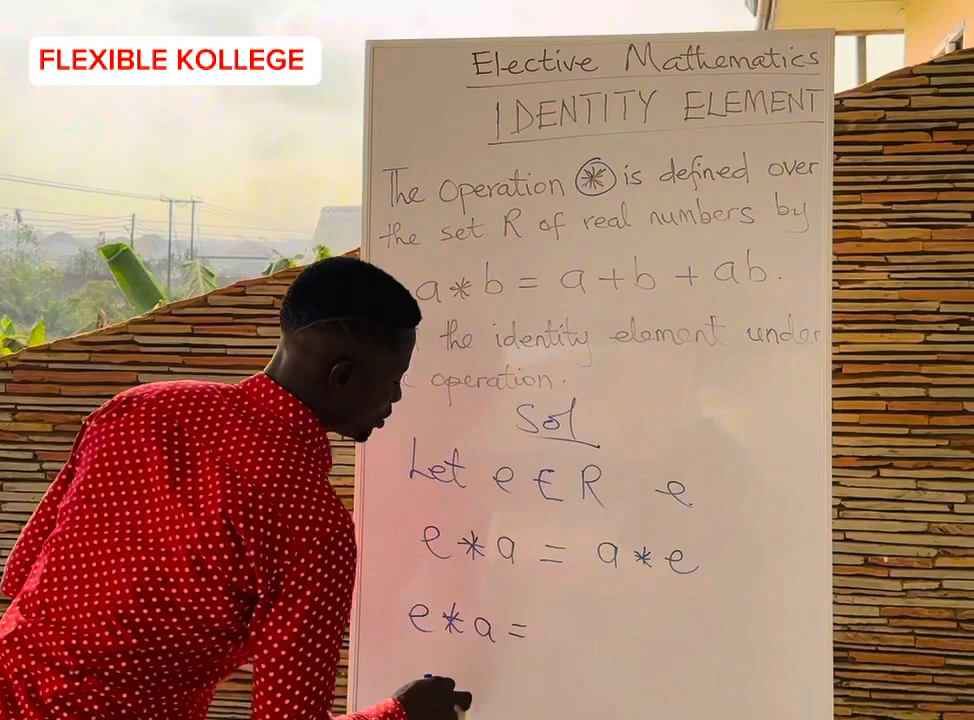 FLEXIBLE KOLLEGE
Elective Mathematics
IDENTITY ELEMENT
The operation ⊛ is defined over
the set R of real numbers by
a * b = a + b + ab.
the identity element under
operation.
Sol
Let e ∈ R e
e * a = a * e
e * a =